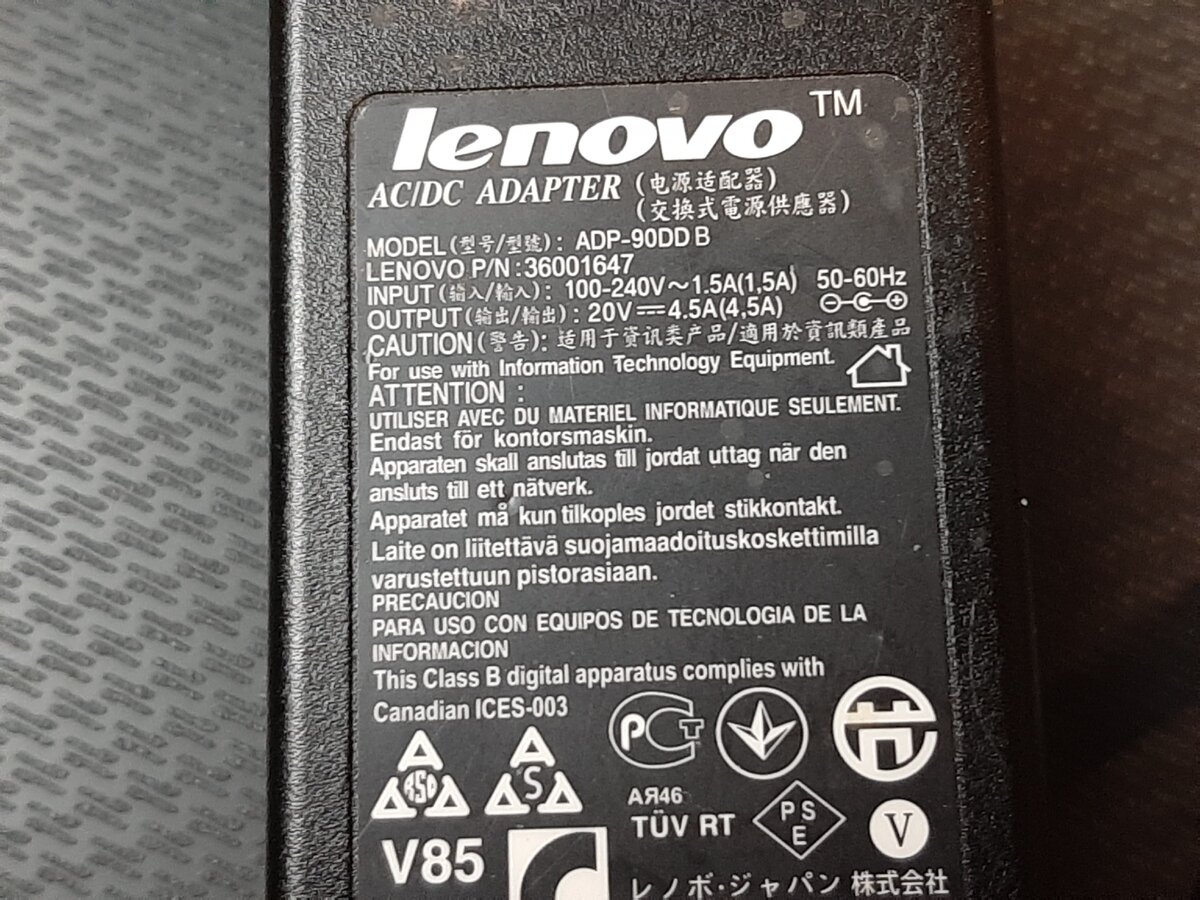 lenovo™
AC/DC ADAPTER (电源适配器)
(交換式電源供應器)
MODEL(型号/型號): ADP-90DD B
LENOVO P/N:36001647
INPUT(输入/輸入): 100-240V～1.5A(1,5A) 50-60Hz
OUTPUT(输出/輸出): 20V⎓4.5A(4,5A)
CAUTION(警告): 适用于资讯类产品/適用於資訊類產品
For use with Information Technology Equipment.
ATTENTION :
UTILISER AVEC DU MATERIEL INFORMATIQUE SEULEMENT.
Endast för kontorsmaskin.
Apparaten skall anslutas till jordat uttag när den
ansluts till ett nätverk.
Apparatet må kun tilkoples jordet stikkontakt.
Laite on liitettävä suojamaadoituskoskettimilla
varustettuun pistorasiaan.
PRECAUCION
PARA USO CON EQUIPOS DE TECNOLOGIA DE LA
INFORMACION
This Class B digital apparatus complies with
Canadian ICES-003
PCT
RSG S
АЯ46
TÜV RT
PSE
V
V85
レノボ・ジャパン 株式会社